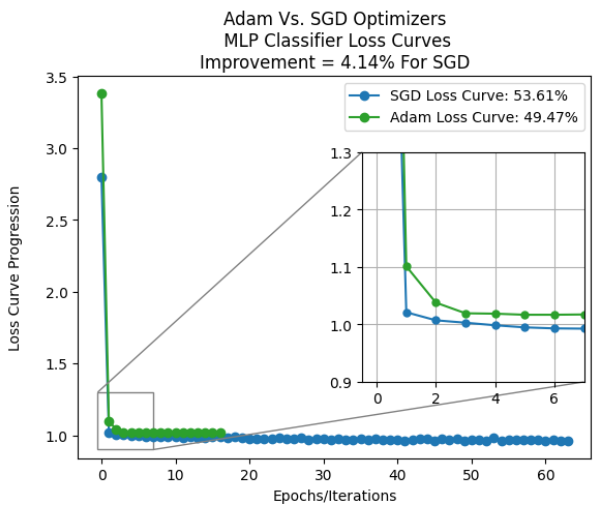 Adam Vs. SGD Optimizers
MLP Classifier Loss Curves
Improvement = 4.14% For SGD
SGD Loss Curve: 53.61%
Adam Loss Curve: 49.47%
Loss Curve Progression
3.5
3.0
2.5
2.0
1.5
1.0
1.3
1.2
1.1
1.0
0.9
0 2 4 6
0 10 20 30 40 50 60
Epochs/Iterations